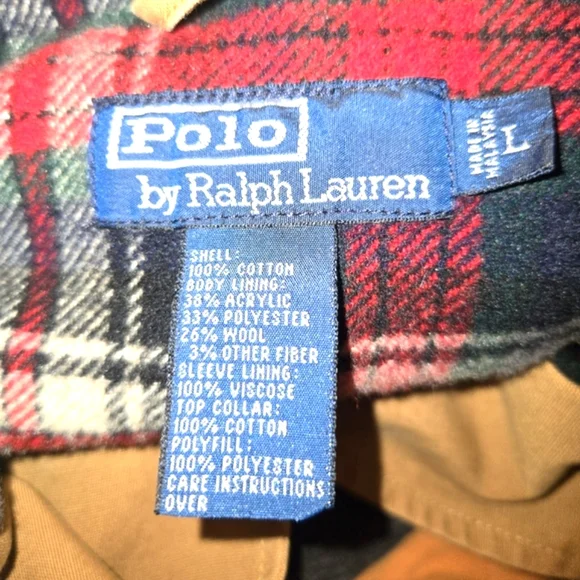 Polo
by Ralph Lauren
MADE IN
MALAYSIA
L
SHELL:
100% COTTON
BODY LINING:
38% ACRYLIC
33% POLYESTER
26% WOOL
3% OTHER FIBER
SLEEVE LINING:
100% VISCOSE
TOP COLLAR:
100% COTTON
POLYFILL:
100% POLYESTER
CARE INSTRUCTIONS
OVER